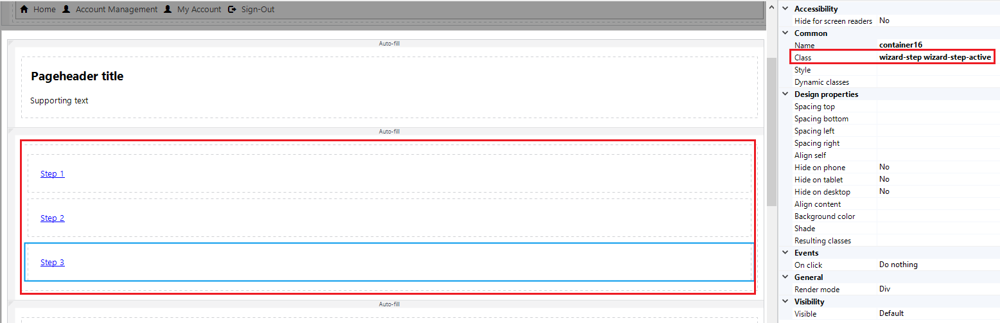 Home Account Management My Account Sign-Out
Auto-fill
Pageheader title
Supporting text
Auto-fill
Step 1
Step 2
Step 3
Auto-fill
Accessibility
Hide for screen readers No
Common
Name container16
Class wizard-step wizard-step-active
Style
Dynamic classes
Design properties
Spacing top
Spacing bottom
Spacing left
Spacing right
Align self
Hide on phone No
Hide on tablet No
Hide on desktop No
Align content
Background color
Shade
Resulting classes
Events
On click Do nothing
General
Render mode Div
Visibility
Visible Default